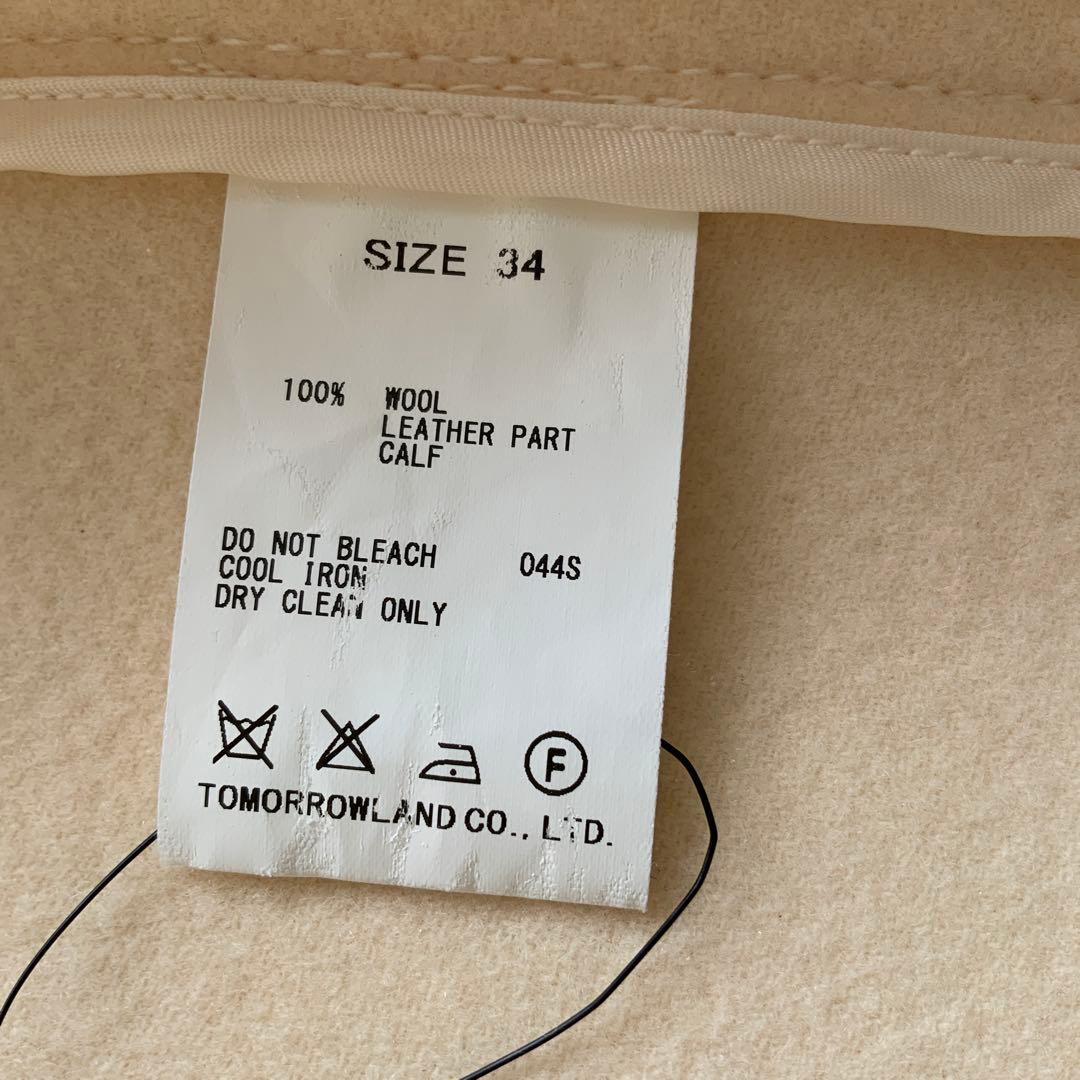 SIZE 34
100% WOOL
LEATHER PART
CALF
DO NOT BLEACH 044S
COOL IRON
DRY CLEAN ONLY
F
TOMORROWLAND CO., LTD.